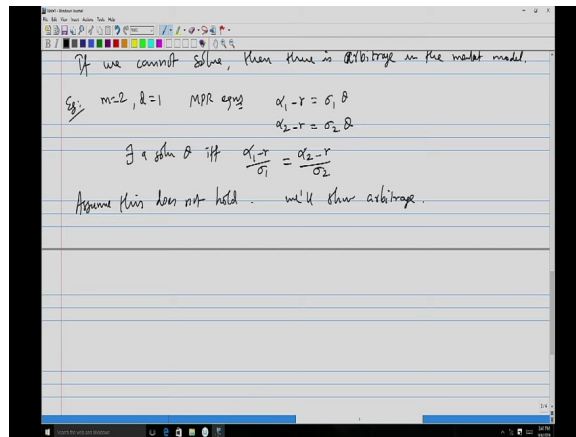 If we cannot solve, then there is arbitrage in the market model.
Eg: m=2, d=1 MPR eqns α₁-r = σ₁ θ
α₂-r = σ₂ θ
∃ a soln θ iff α₁-r/σ₁ = α₂-r/σ₂
Assume this does not hold. we'll show arbitrage.